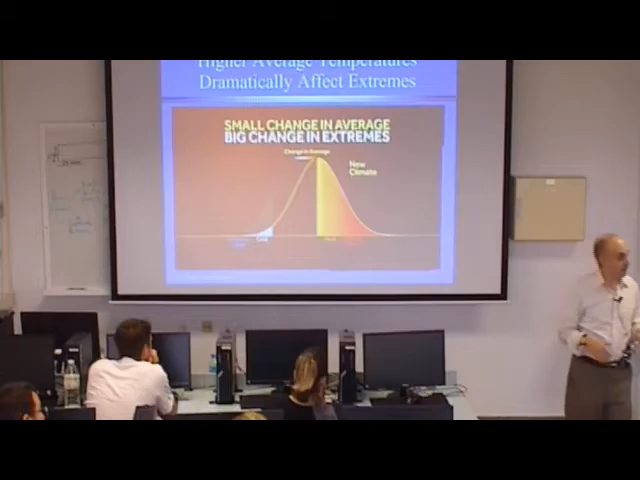 Higher Average Temperatures
Dramatically Affect Extremes
SMALL CHANGE IN AVERAGE
BIG CHANGE IN EXTREMES
Change in Average
New
Climate